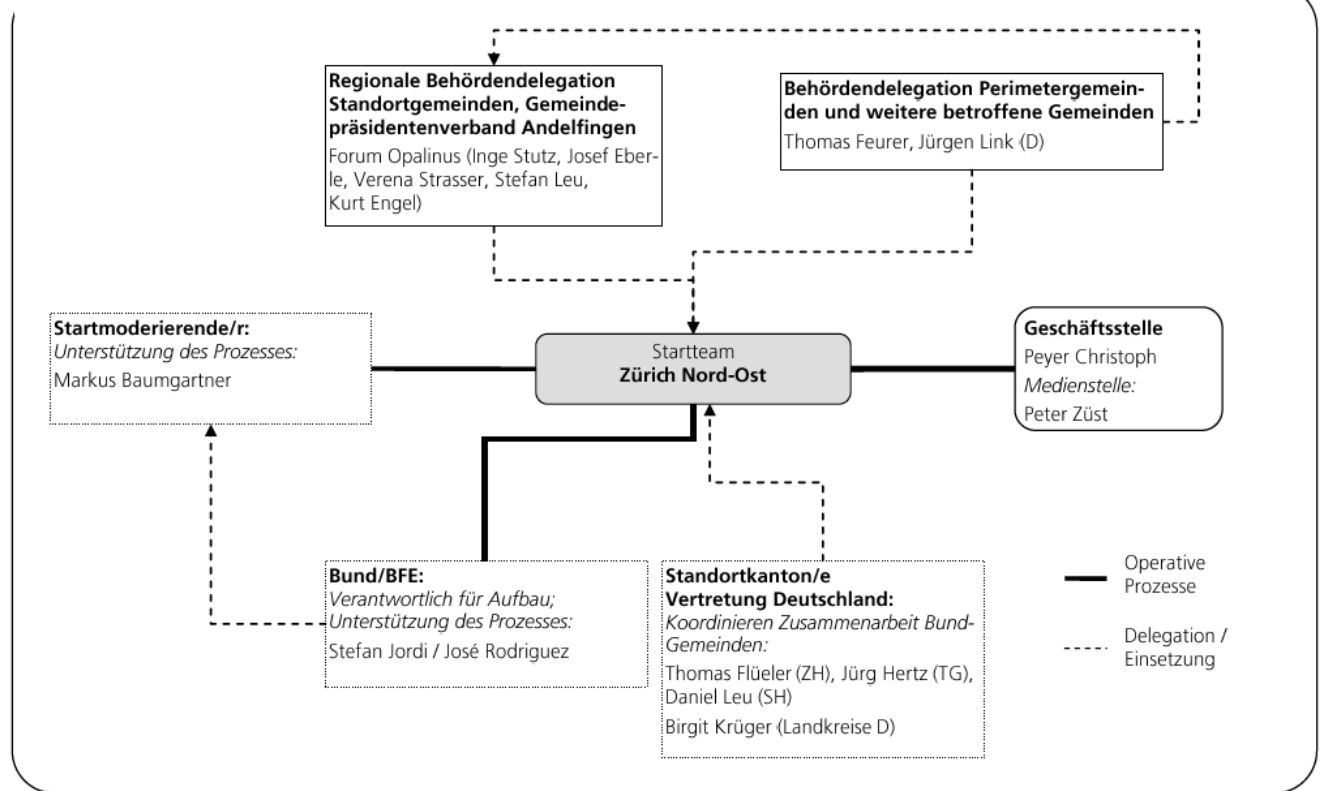 Regionale Behördendelegation
Standortgemeinden, Gemeinde-
präsidentenverband Andelfingen
Forum Opalinus (Inge Stutz, Josef Eber-
le, Verena Strasser, Stefan Leu,
Kurt Engel)
Behördendelegation Perimetergemein-
den und weitere betroffene Gemeinden
Thomas Feurer, Jürgen Link (D)
Startmoderierende/r:
Unterstützung des Prozesses:
Markus Baumgartner
Startteam
Zürich Nord-Ost
Geschäftsstelle
Peyer Christoph
Medienstelle:
Peter Züst
Bund/BFE:
Verantwortlich für Aufbau;
Unterstützung des Prozesses:
Stefan Jordi / José Rodriguez
Standortkanton/e
Vertretung Deutschland:
Koordinieren Zusammenarbeit Bund-
Gemeinden:
Thomas Flüeler (ZH), Jürg Hertz (TG),
Daniel Leu (SH)
Birgit Krüger (Landkreise D)
Operative
Prozesse
Delegation /
Einsetzung